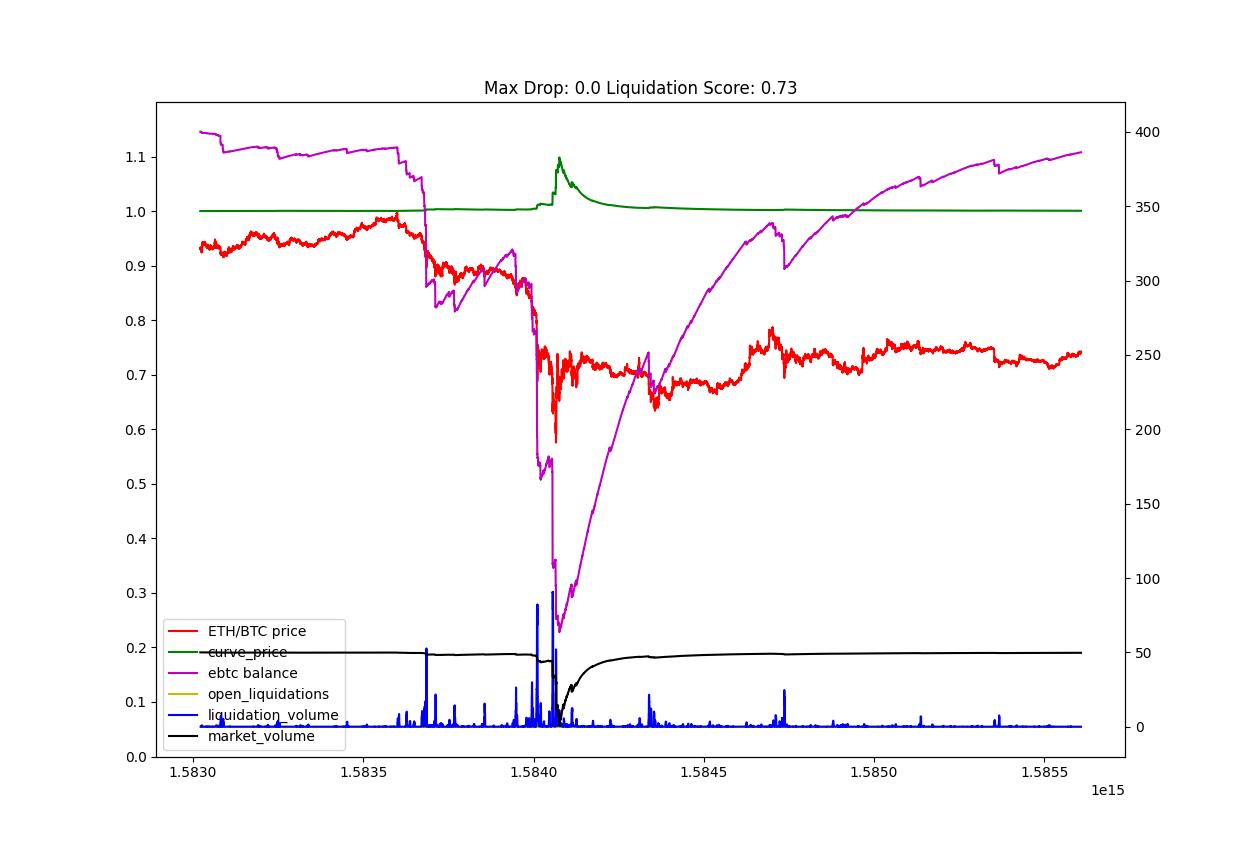 Max Drop: 0.0 Liquidation Score: 0.73
1.1
1.0
0.9
0.8
0.7
0.6
0.5
0.4
0.3
0.2
0.1
0.0
400
350
300
250
200
150
100
50
0
ETH/BTC price
curve_price
ebtc balance
open_liquidations
liquidation_volume
market_volume
1.5830 1.5835 1.5840 1.5845 1.5850 1.5855
1e15